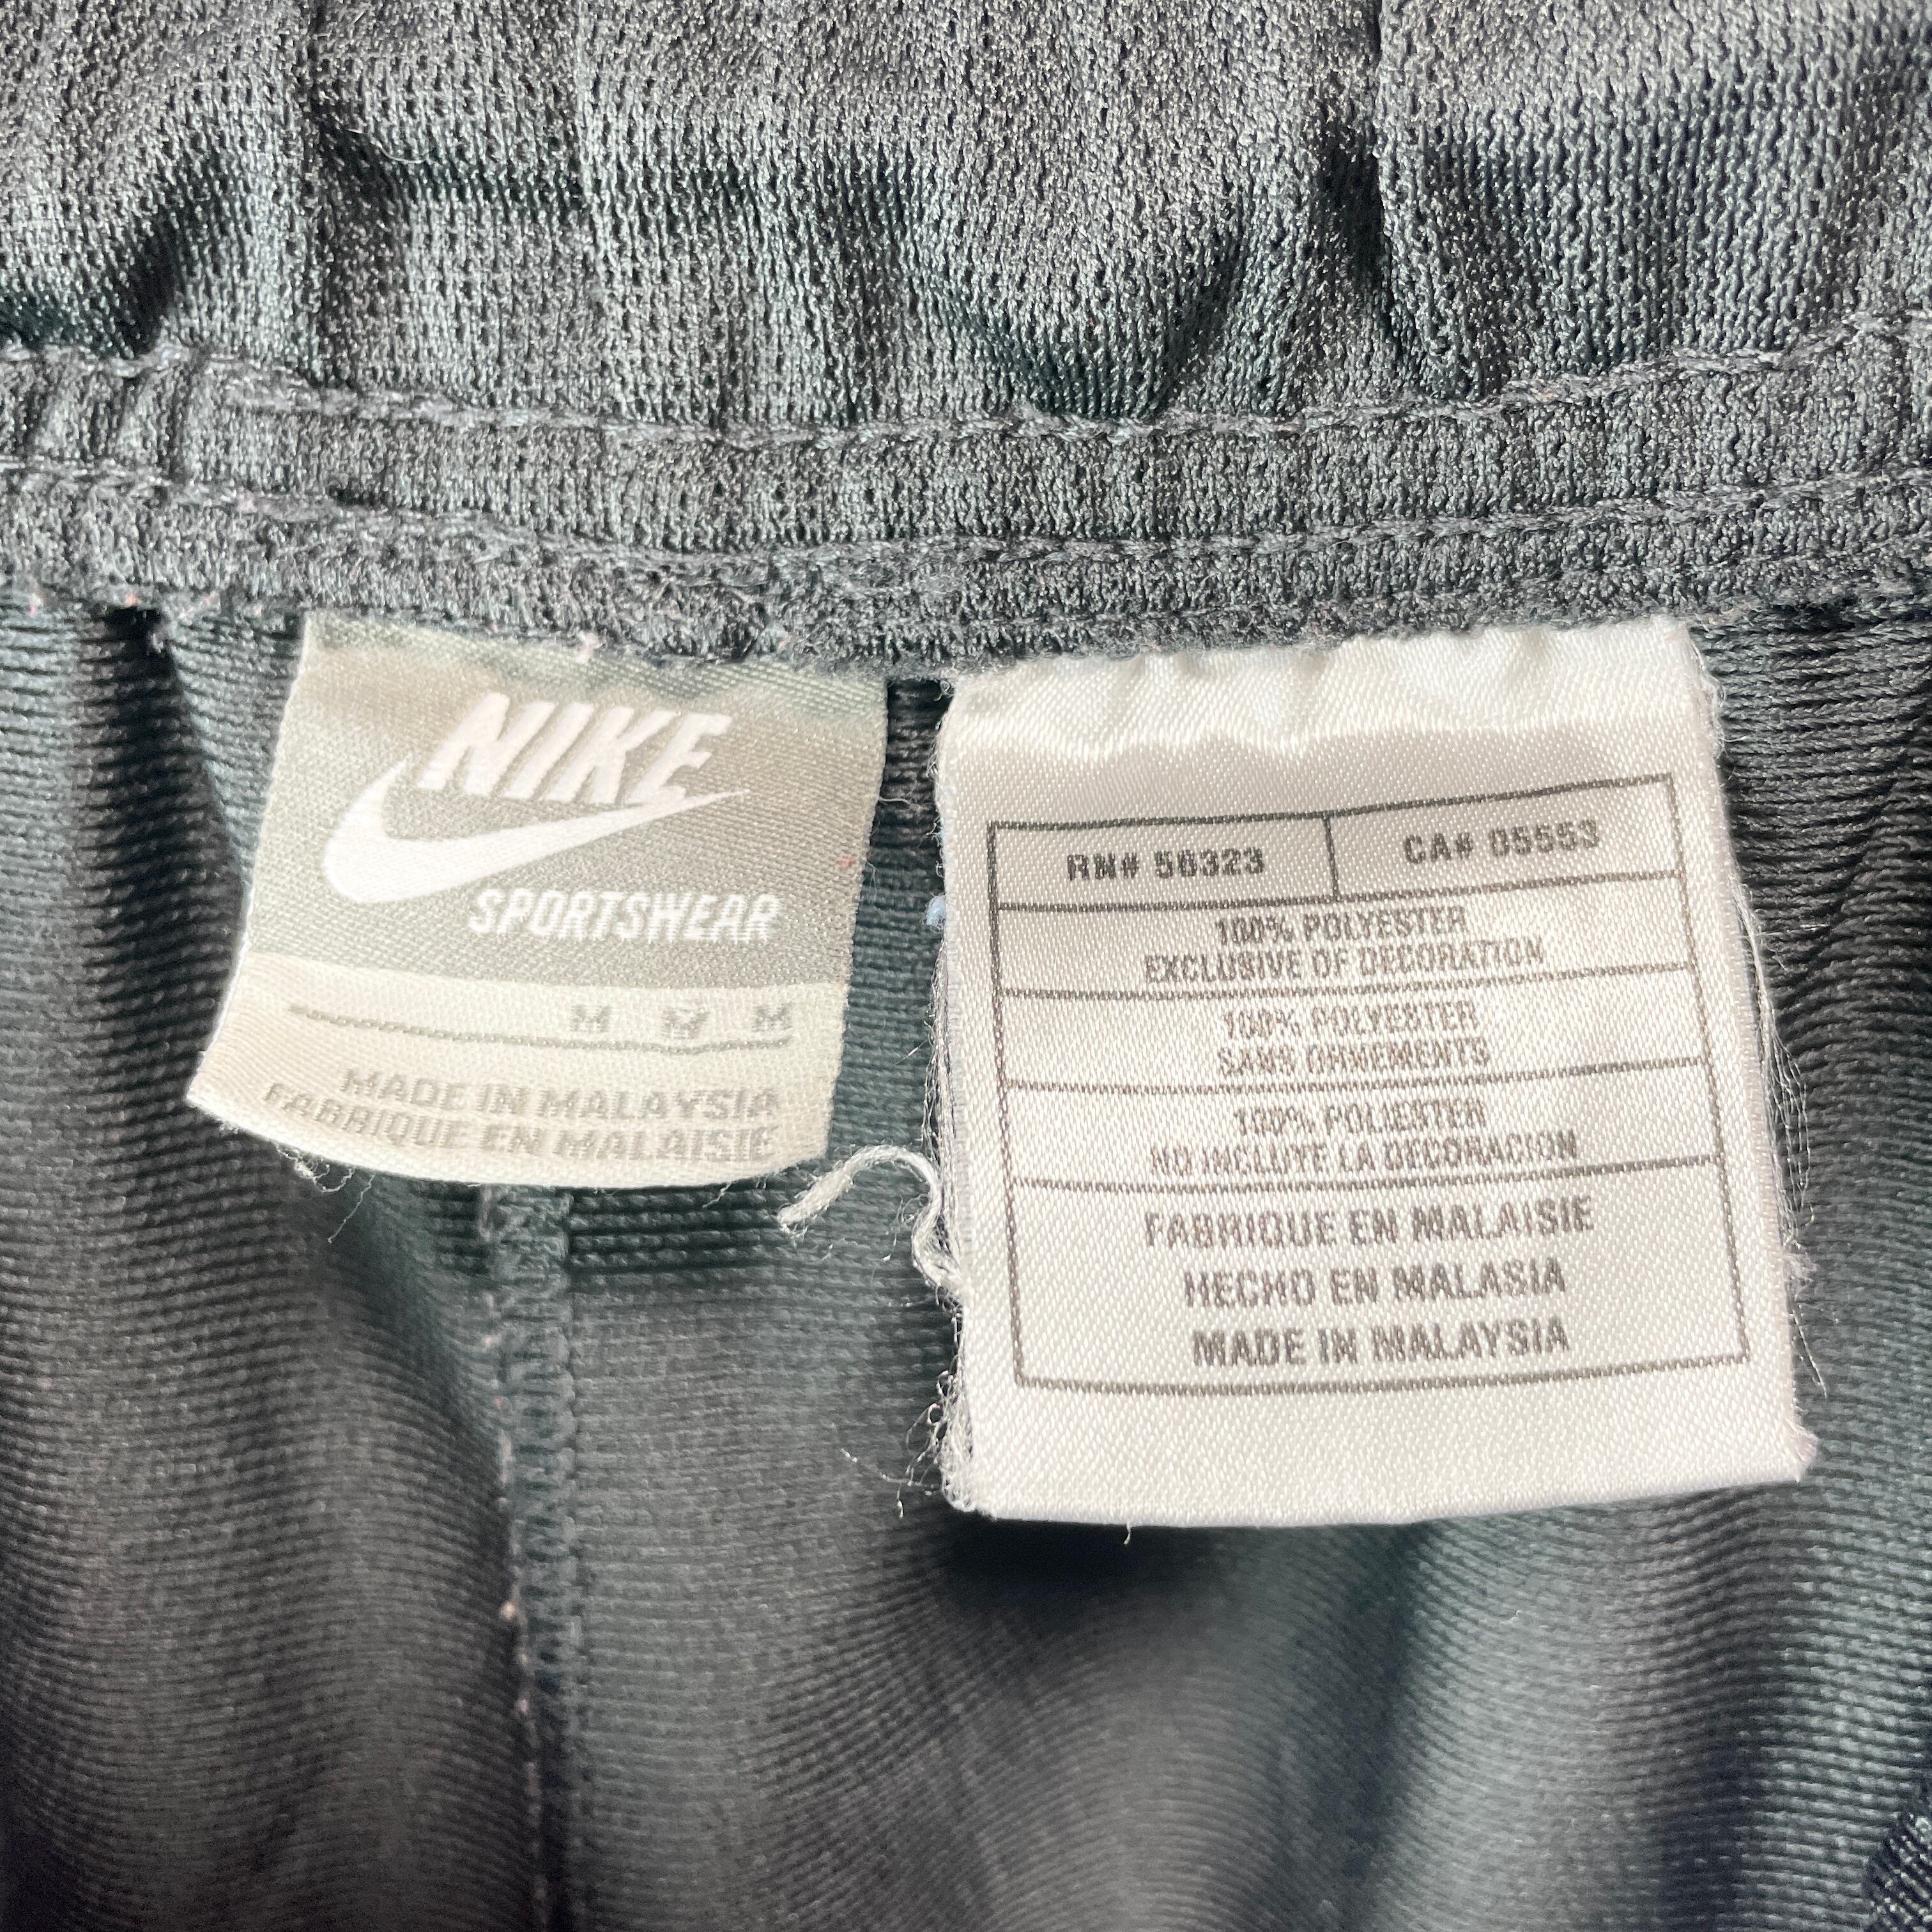 NIKE
SPORTSWEAR
M M M
MADE IN MALAYSIA
FABRIQUE EN MALAISIE
RN# 56323 CA# 05553
100% POLYESTER
EXCLUSIVE OF DECORATION
100% POLYESTER
SANS ORNEMENTS
100% POLIESTER
NO INCLUYE LA DECORACION
FABRIQUE EN MALAISIE
HECHO EN MALASIA
MADE IN MALAYSIA